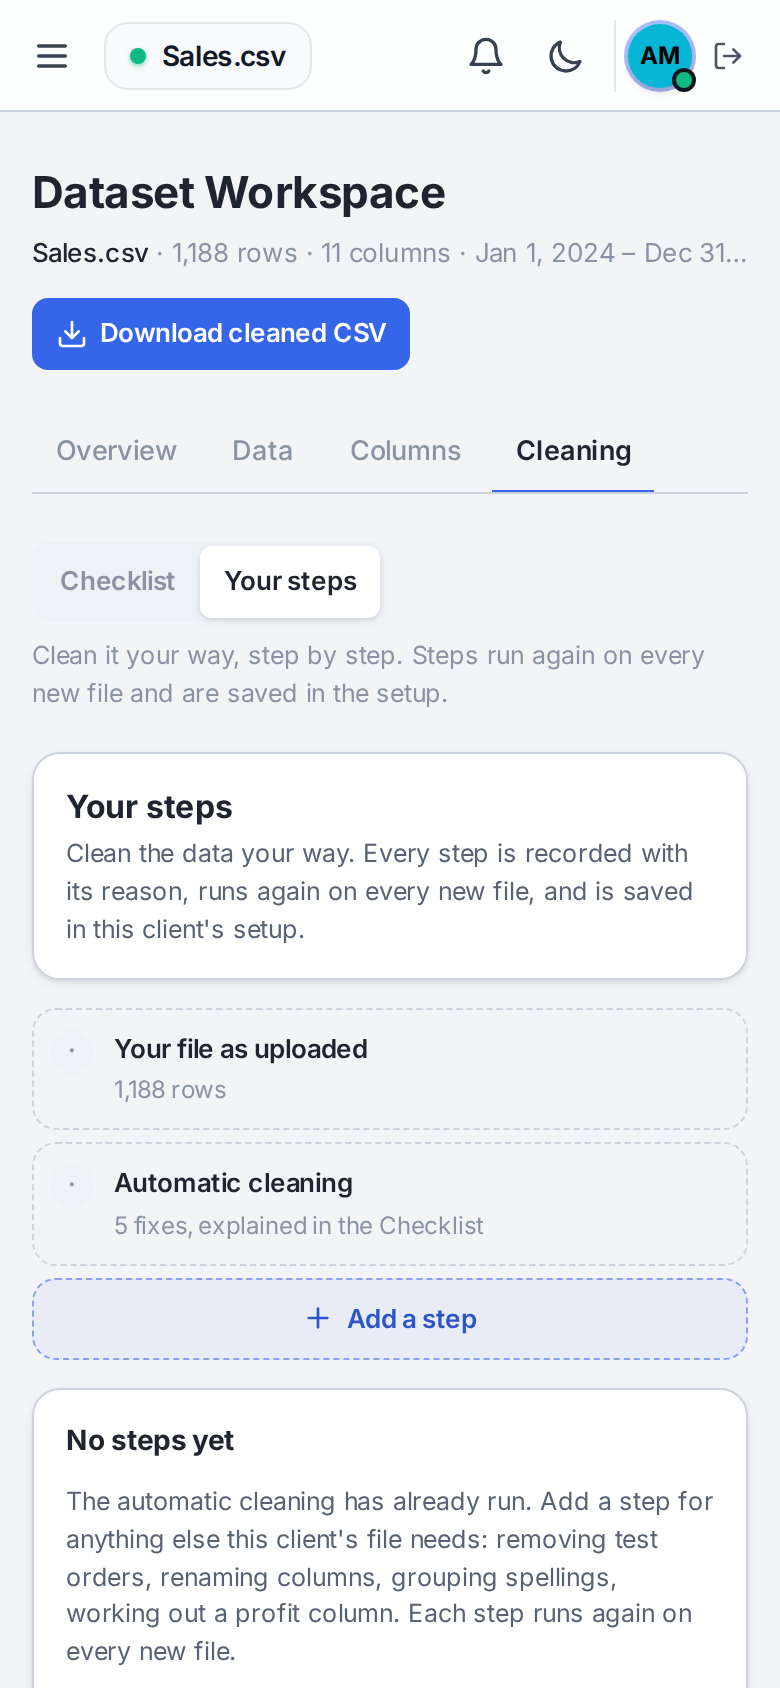 Sales.csv
AM
Dataset Workspace
Sales.csv · 1,188 rows · 11 columns · Jan 1, 2024 – Dec 31...
Download cleaned CSV
Overview Data Columns Cleaning
Checklist Your steps
Clean it your way, step by step. Steps run again on every
new file and are saved in the setup.
Your steps
Clean the data your way. Every step is recorded with
its reason, runs again on every new file, and is saved
in this client's setup.
Your file as uploaded
1,188 rows
Automatic cleaning
5 fixes, explained in the Checklist
Add a step
No steps yet
The automatic cleaning has already run. Add a step for
anything else this client's file needs: removing test
orders, renaming columns, grouping spellings,
working out a profit column. Each step runs again on
every new file.